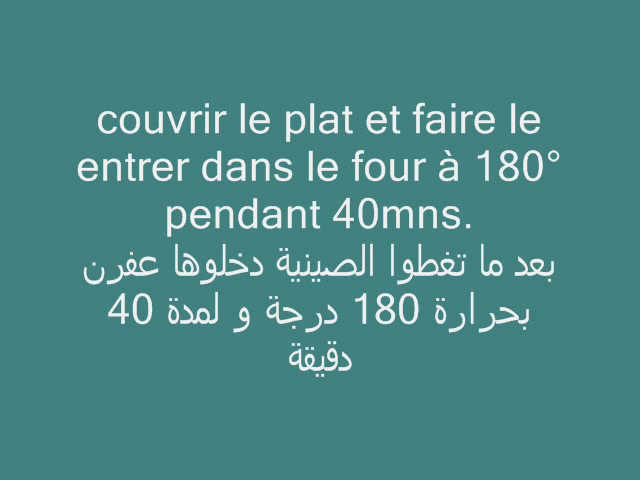 couvrir le plat et faire le
entrer dans le four à 180°
pendant 40mns.
بعد ما تغطوا الصينية دخلوها عفرن
بحرارة 180 درجة و لمدة 40
دقيقة